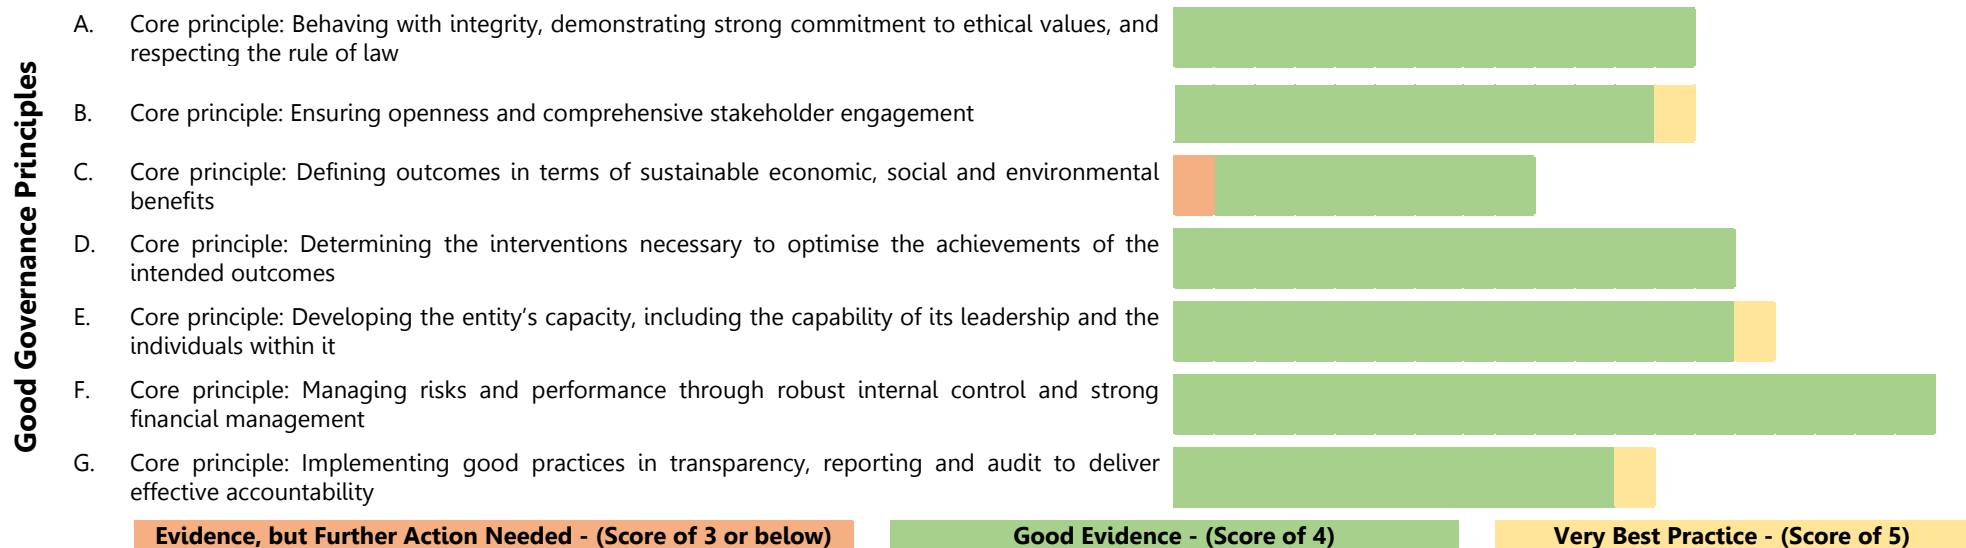 Good Governance Principles
A. Core principle: Behaving with integrity, demonstrating strong commitment to ethical values, and
respecting the rule of law
B. Core principle: Ensuring openness and comprehensive stakeholder engagement
C. Core principle: Defining outcomes in terms of sustainable economic, social and environmental
benefits
D. Core principle: Determining the interventions necessary to optimise the achievements of the
intended outcomes
E. Core principle: Developing the entity’s capacity, including the capability of its leadership and the
individuals within it
F. Core principle: Managing risks and performance through robust internal control and strong
financial management
G. Core principle: Implementing good practices in transparency, reporting and audit to deliver
effective accountability
Evidence, but Further Action Needed - (Score of 3 or below)
Good Evidence - (Score of 4)
Very Best Practice - (Score of 5)